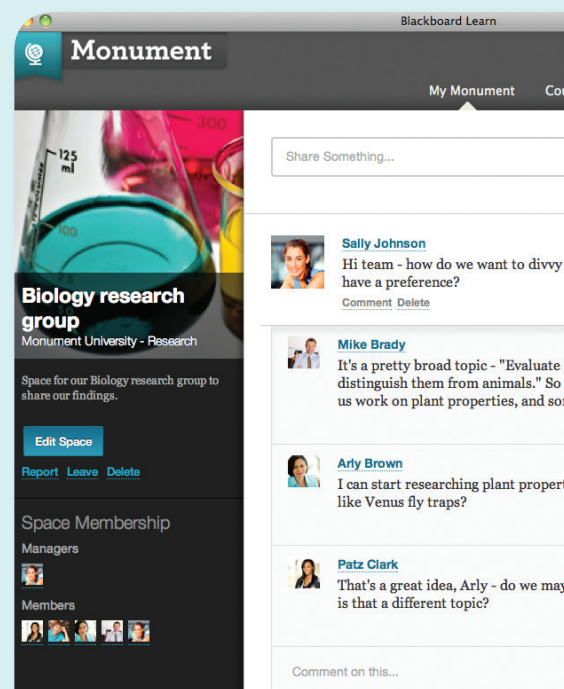 Blackboard Learn
Monument
My Monument
300
125
ml
100
Biology research
group
Monument University - Research
Space for our Biology research group to
share our findings.
Edit Space
Report Leave Delete
Space Membership
Managers
Members
Share Something...
Sally Johnson
Hi team - how do we want to divvy
have a preference?
Comment Delete
Mike Brady
It's a pretty broad topic - "Evaluate
distinguish them from animals." So
us work on plant properties, and
Arly Brown
I can start researching plant
like Venus fly traps?
Patz Clark
That's a great idea, Arly - do we may
is that a different topic?
Comment on this...